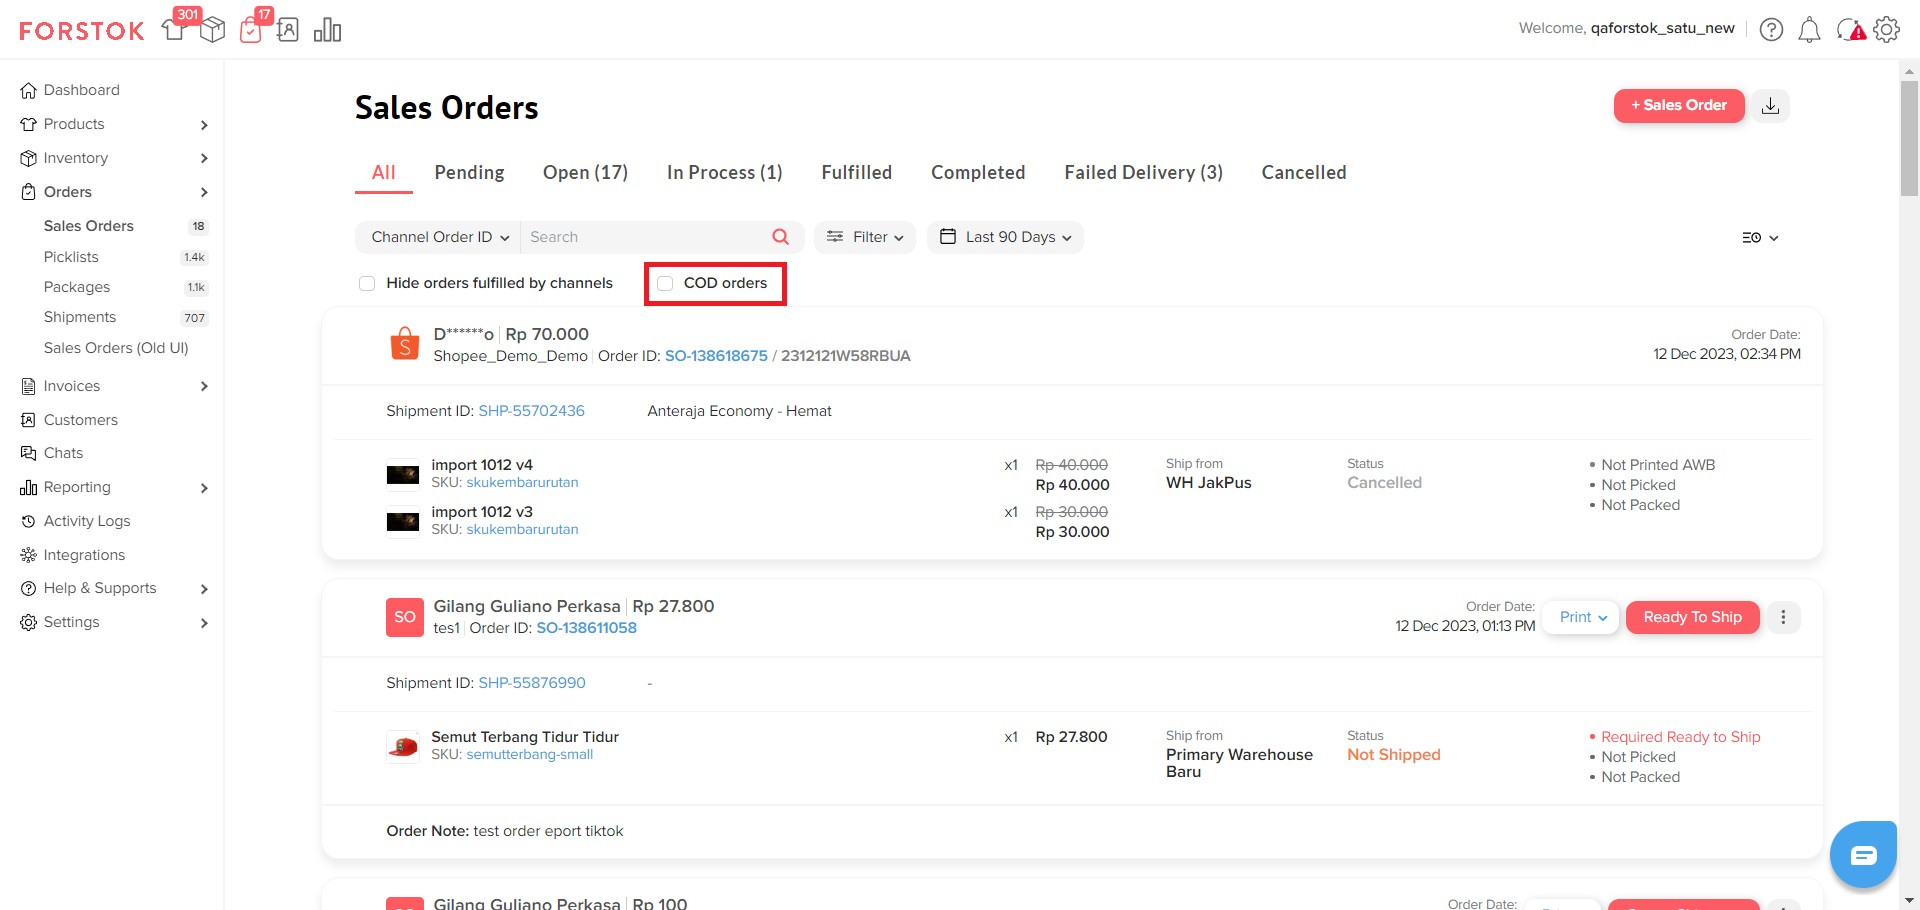 FORSTOK
301
17
Welcome, qaforstok_satu_new
Dashboard
Products
Inventory
Orders
Sales Orders 18
Picklists 1.4k
Packages 1.1k
Shipments 707
Sales Orders (Old UI)
Invoices
Customers
Chats
Reporting
Activity Logs
Integrations
Help & Supports
Settings
Sales Orders
+ Sales Order
All Pending Open (17) In Process (1) Fulfilled Completed Failed Delivery (3) Cancelled
Channel Order ID Search Filter Last 90 Days
Hide orders fulfilled by channels COD orders
D******o Rp 70.000
Shopee_Demo_Demo Order ID: SO-138618675 / 2312121W58RBUA
Order Date:
12 Dec 2023, 02:34 PM
Shipment ID: SHP-55702436 Anteraja Economy - Hemat
import 1012 v4
SKU: skukembarurutan
x1 Rp 40.000
Rp 40.000
Ship from
WH JakPus
Status
Cancelled
• Not Printed AWB
• Not Picked
• Not Packed
import 1012 v3
SKU: skukembarurutan
x1 Rp 30.000
Rp 30.000
SO
Gilang Guliano Perkasa Rp 27.800
tes1 Order ID: SO-138611058
Order Date:
12 Dec 2023, 01:13 PM
Print
Ready To Ship
Shipment ID: SHP-55876990 -
Semut Terbang Tidur Tidur
SKU: semutterbang-small
x1 Rp 27.800
Ship from
Primary Warehouse
Baru
Status
Not Shipped
• Required Ready to Ship
• Not Picked
• Not Packed
Order Note: test order eport tiktok
Gilang Guliano Perkasa Rp 100
Order Date: